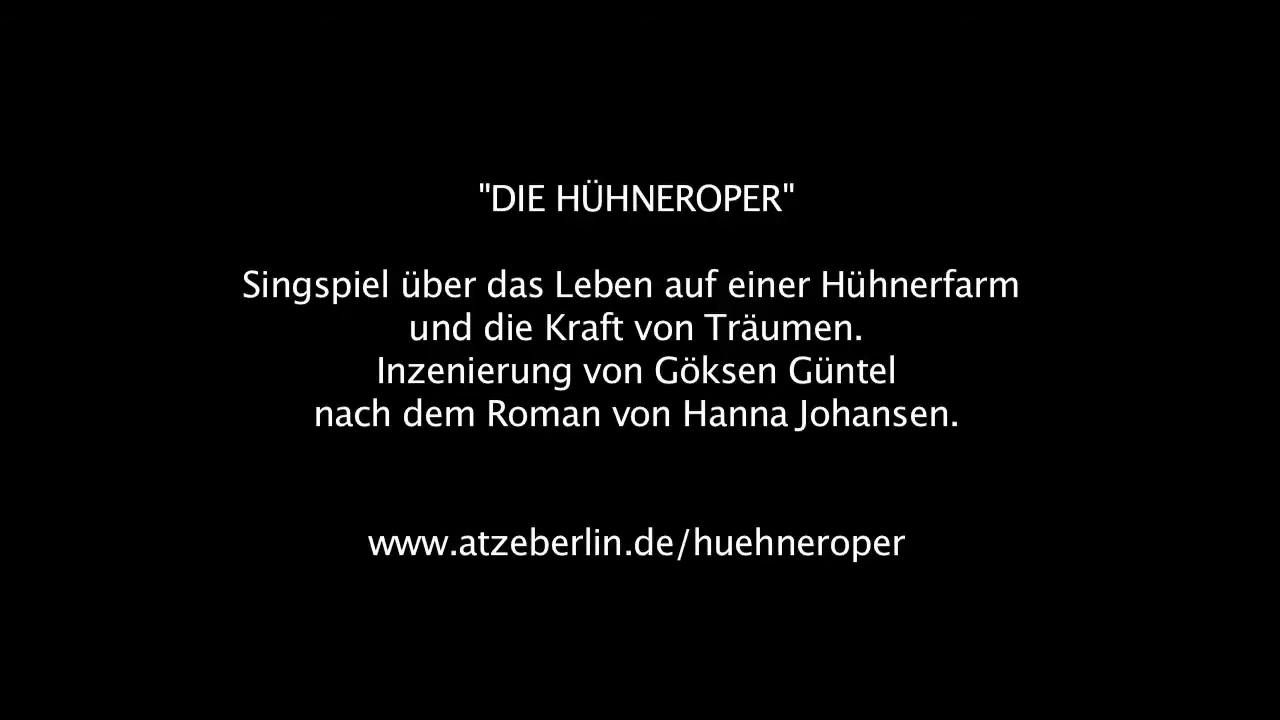 "DIE HÜHNEROPER"
Singspiel über das Leben auf einer Hühnerfarm
und die Kraft von Träumen.
Inzenierung von Göksen Güntel
nach dem Roman von Hanna Johansen.
www.atzeberlin.de/huehneroper